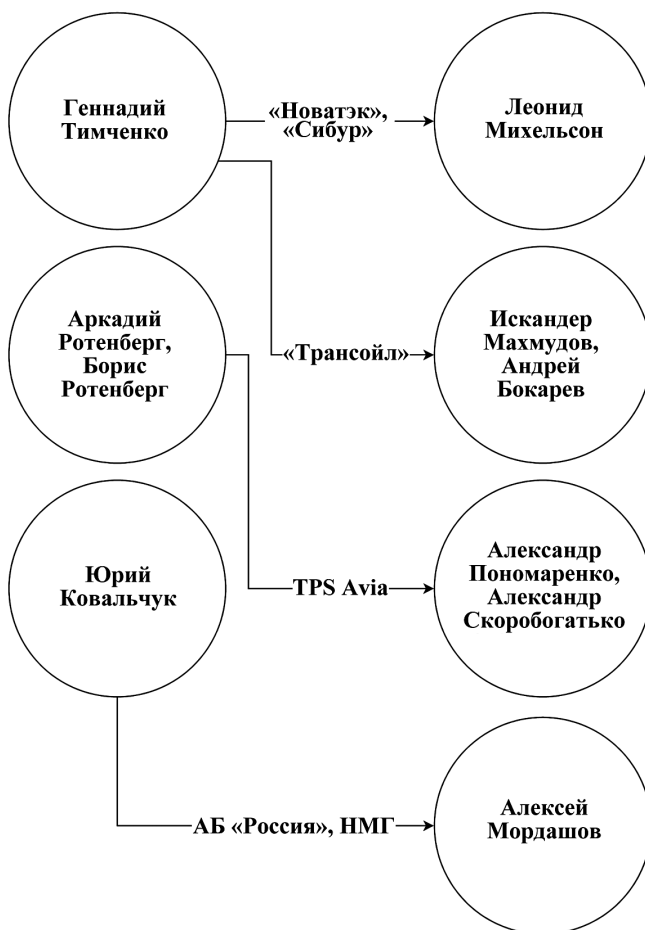 Геннадий
Тимченко
«Новатэк»,
«Сибур»
Леонид
Михельсон
Аркадий
Ротенберг,
Борис
Ротенберг
«Трансойл»
Искандер
Махмудов,
Андрей
Бокарев
Юрий
Ковальчук
TPS Avia
Александр
Пономаренко,
Александр
Скоробогатько
АБ «Россия», НМГ
Алексей
Мордашов